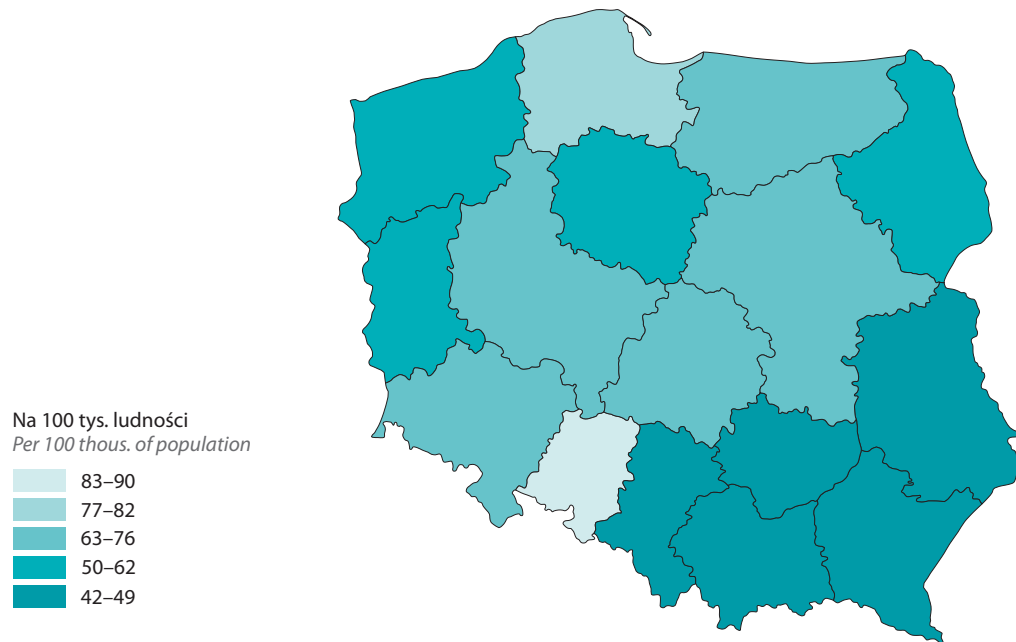 Na 100 tys. ludności
Per 100 thous. of population
83–90
77–82
63–76
50–62
42–49